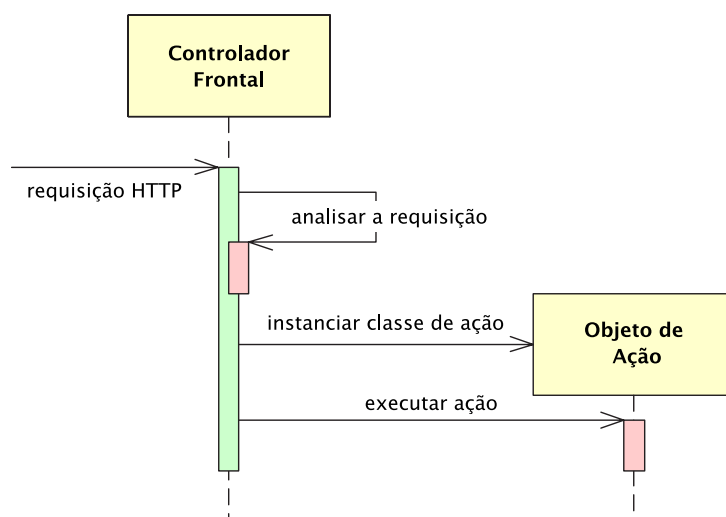 Controlador
Frontal
requisição HTTP
analisar a requisição
instanciar classe de ação
Objeto de
Ação
executar ação